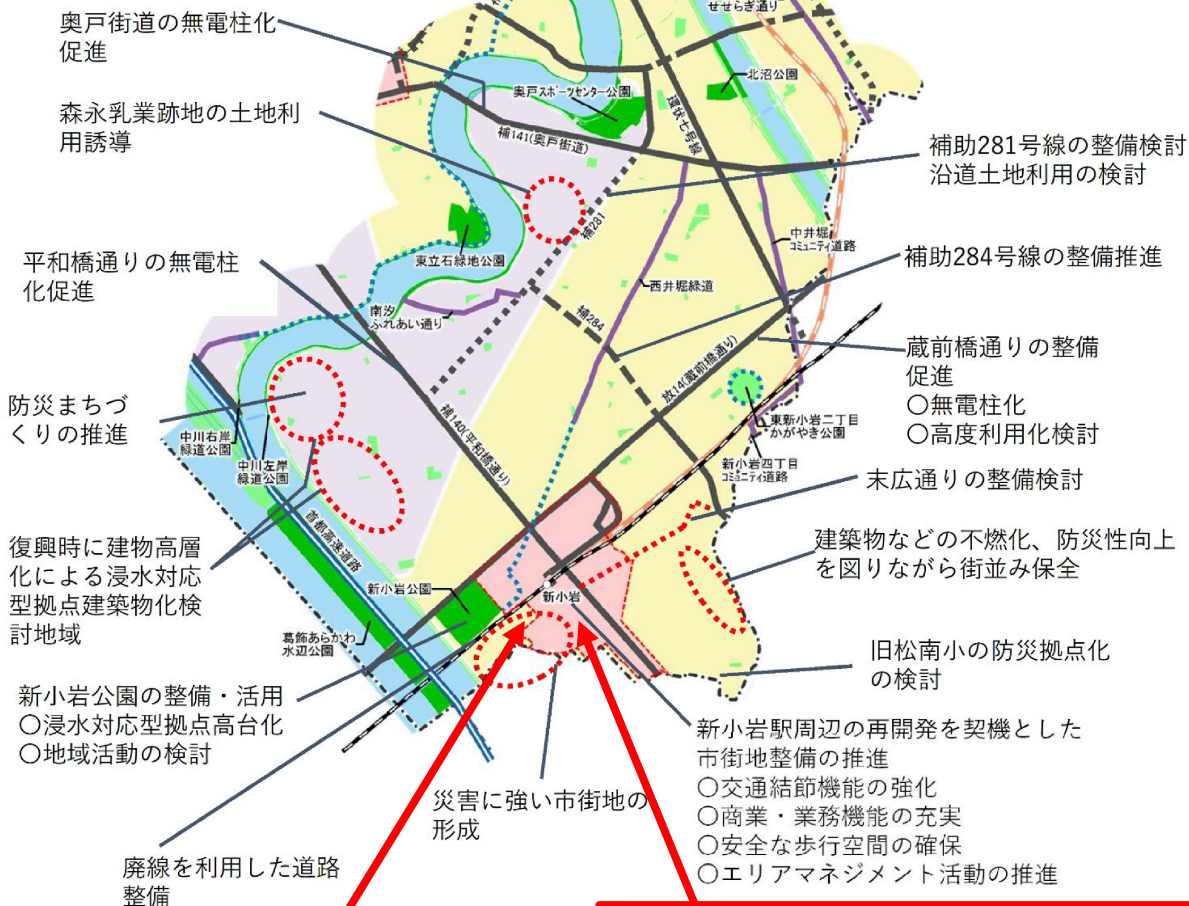 奥戸街道の無電柱化
促進
森永乳業跡地の土地利
用誘導
平和橋通りの無電柱
化促進
防災まちづ
くりの推進
復興時に建物高層
化による浸水対応
型拠点建築物化検
討地域
新小岩公園の整備・活用
〇浸水対応型拠点高台化
〇地域活動の検討
廃線を利用した道路
整備
災害に強い市街地の
形成
せせらぎ通り
北沼公園
奥戸スポーツセンター公園
環状七号線
補141(奥戸街道)
補281
東立石緑地公園
中井堀
コミュニティ道路
西井堀緑道
南汐
ふれあい通り
補284
放14(蔵前橋通り)
補140(平和橋通り)
中川右岸
緑道公園
中川左岸
緑道公園
首都高速道路
東新小岩二丁目
かがやき公園
新小岩四丁目
コミュニティ道路
新小岩公園
新小岩
葛飾あらかわ
水辺公園
補助281号線の整備検討
沿道土地利用の検討
補助284号線の整備推進
蔵前橋通りの整備
促進
〇無電柱化
〇高度利用化検討
末広通りの整備検討
建築物などの不燃化、防災性向上
を図りながら街並み保全
旧松南小の防災拠点化
の検討
新小岩駅周辺の再開発を契機とした
市街地整備の推進
〇交通結節機能の強化
〇商業・業務機能の充実
〇安全な歩行空間の確保
〇エリアマネジメント活動の推進